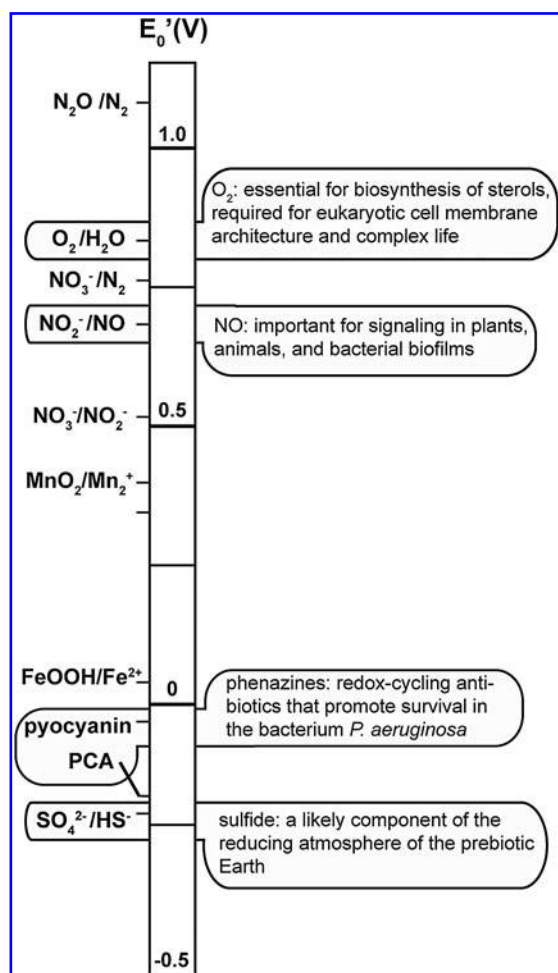 E₀'(V)
N₂O /N₂
1.0
O₂: essential for biosynthesis of sterols,
required for eukaryotic cell membrane
architecture and complex life
O₂/H₂O
NO₃⁻/N₂
NO₂⁻/NO
NO: important for signaling in plants,
animals, and bacterial biofilms
NO₃⁻/NO₂⁻
0.5
MnO₂/Mn₂⁺
FeOOH/Fe²⁺
0
phenazines: redox-cycling anti-
biotics that promote survival in
the bacterium P. aeruginosa
pyocyanin
PCA
SO₄²⁻/HS⁻
sulfide: a likely component of the
reducing atmosphere of the prebiotic
Earth
-0.5